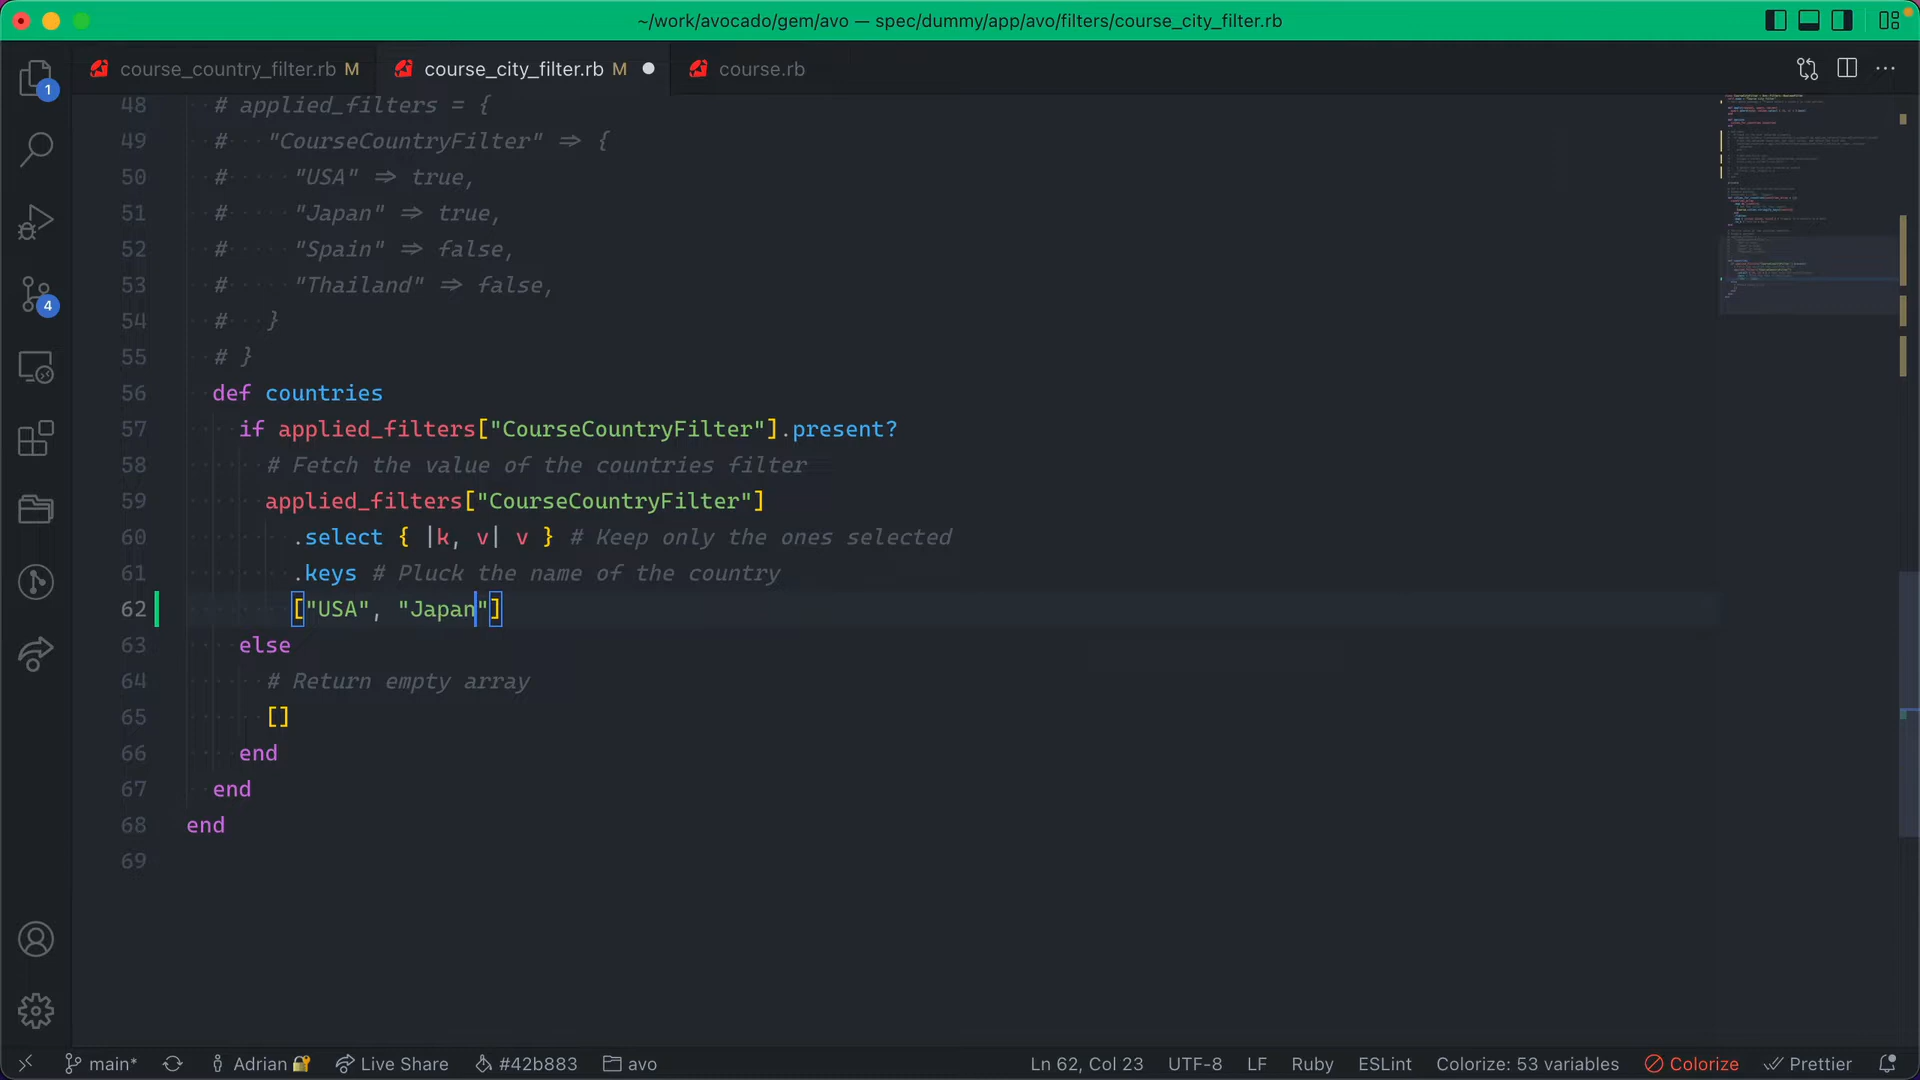 ~/work/avocado/gem/avo — spec/dummy/app/avo/filters/course_city_filter.rb
course_country_filter.rb M
course_city_filter.rb M
course.rb
1
4
48 # applied_filters = {
49 #   "CourseCountryFilter" => {
50 #     "USA" => true,
51 #     "Japan" => true,
52 #     "Spain" => false,
53 #     "Thailand" => false,
54 #   }
55 # }
56 def countries
57 if applied_filters["CourseCountryFilter"].present?
58 # Fetch the value of the countries filter
59 applied_filters["CourseCountryFilter"]
60 .select { |k, v| v } # Keep only the ones selected
61 .keys # Pluck the name of the country
62 ["USA", "Japan"]
63 else
64 # Return empty array
65 []
66 end
67 end
68 end
69
main* Adrian Live Share #42b883 avo Ln 62, Col 23 UTF-8 LF Ruby ESLint Colorize: 53 variables Colorize Prettier